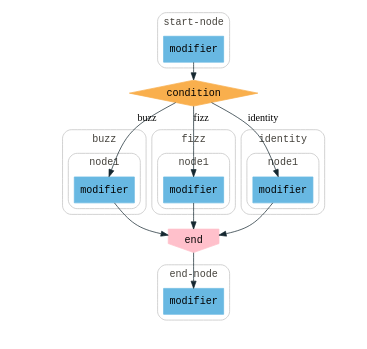 start-node
modifier
condition
buzz fizz identity
buzz fizz identity
node1 node1 node1
modifier modifier modifier
end
end-node
modifier